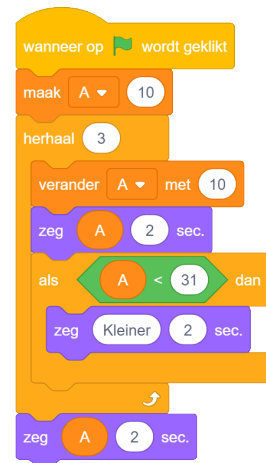 wanneer op wordt geklikt
maak A 10
herhaal 3
verander A met 10
zeg A 2 sec.
als A < 31 dan
zeg Kleiner 2 sec.
zeg A 2 sec.